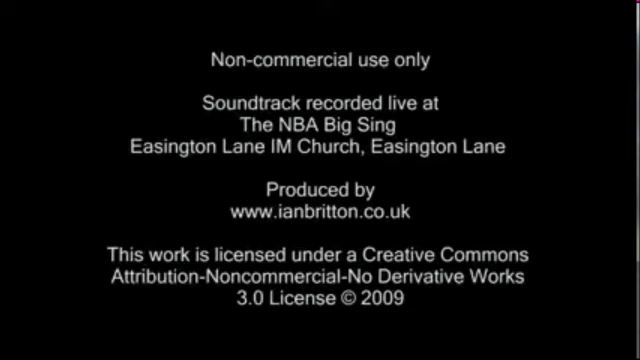 Non-commercial use only
Soundtrack recorded live at
The NBA Big Sing
Easington Lane IM Church, Easington Lane
Produced by
www.ianbritton.co.uk
This work is licensed under a Creative Commons
Attribution-Noncommercial-No Derivative Works
3.0 License © 2009